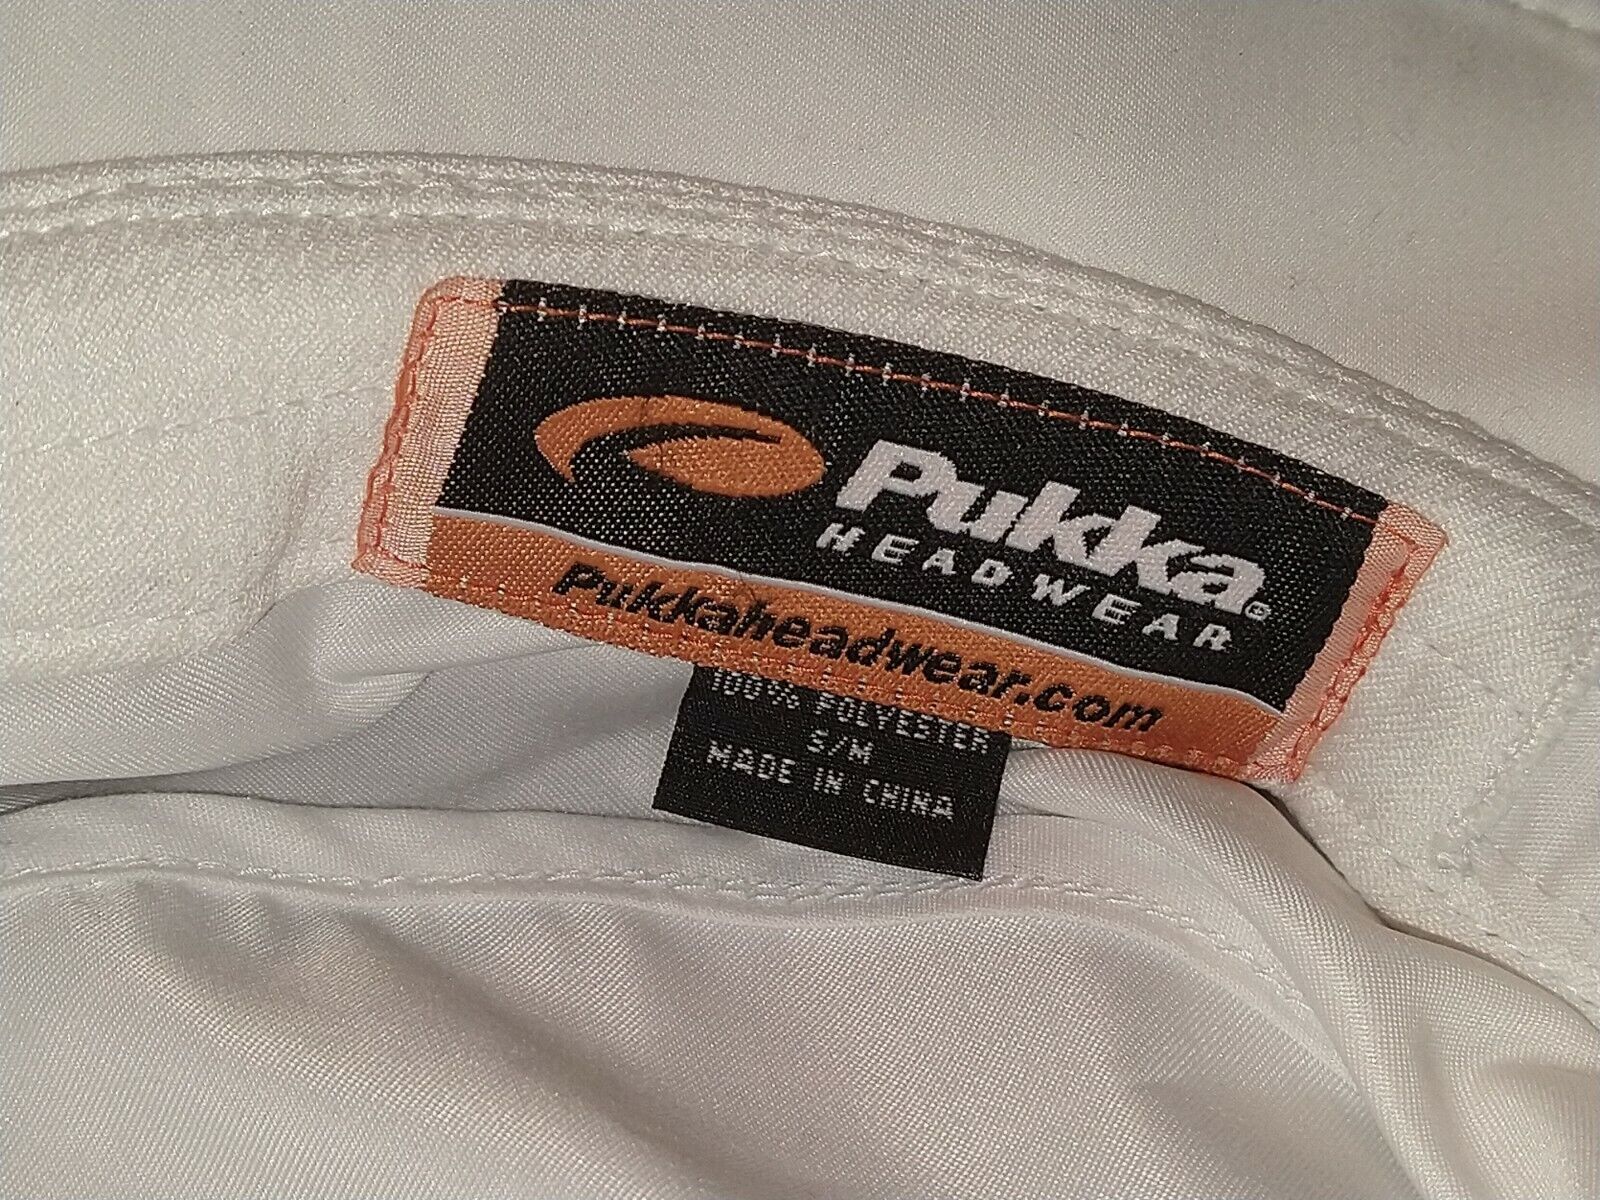 Pukka®
HEADWEAR
Pukkaheadwear.com
100% POLYESTER
S/M
MADE IN CHINA